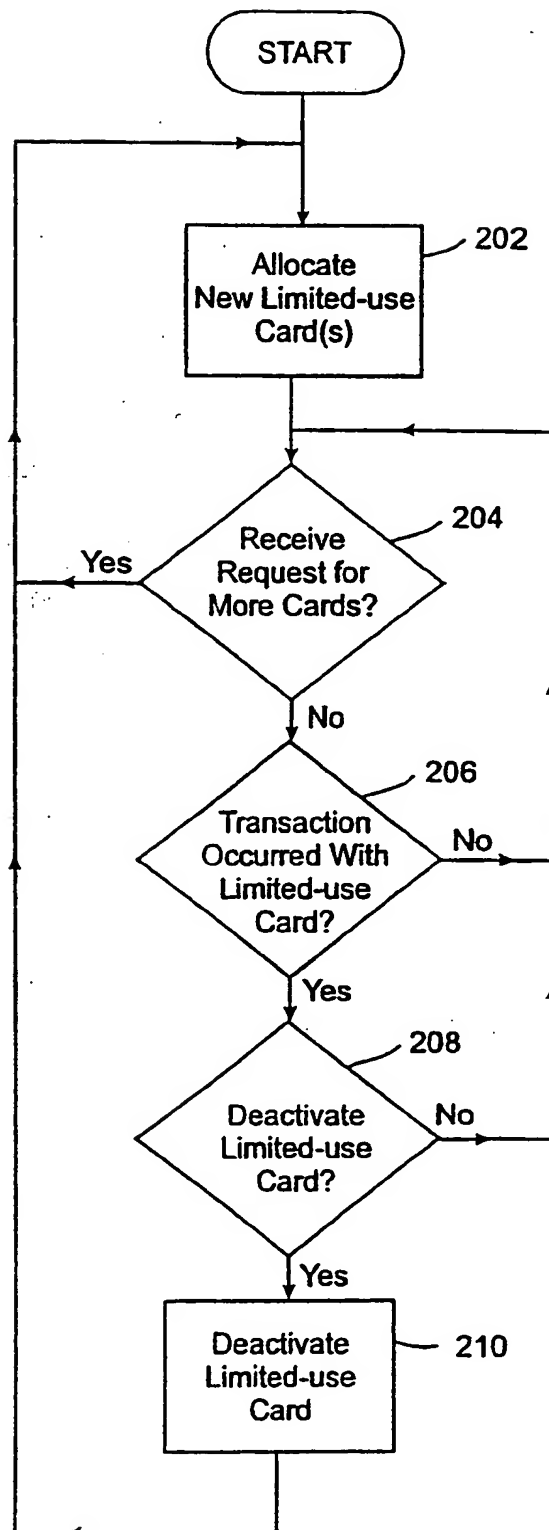 START
202
Allocate
New Limited-use
Card(s)
204
Receive
Request for
More Cards?
Yes
No
206
Transaction
Occurred With
Limited-use
Card?
No
Yes
208
Deactivate
Limited-use
Card?
No
Yes
210
Deactivate
Limited-use
Card